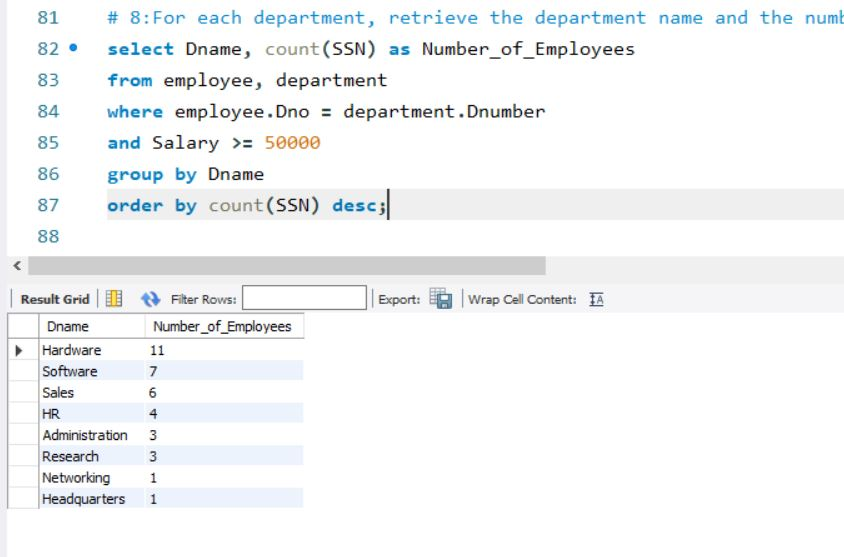 81 # 8:For each department, retrieve the department name and the numb
82 select Dname, count(SSN) as Number_of_Employees
83 from employee, department
84 where employee.Dno = department.Dnumber
85 and Salary >= 50000
86 group by Dname
87 order by count(SSN) desc;
88
Result Grid Filter Rows: Export: Wrap Cell Content: IA
Dname Number_of_Employees
Hardware 11
Software 7
Sales 6
HR 4
Administration 3
Research 3
Networking 1
Headquarters 1